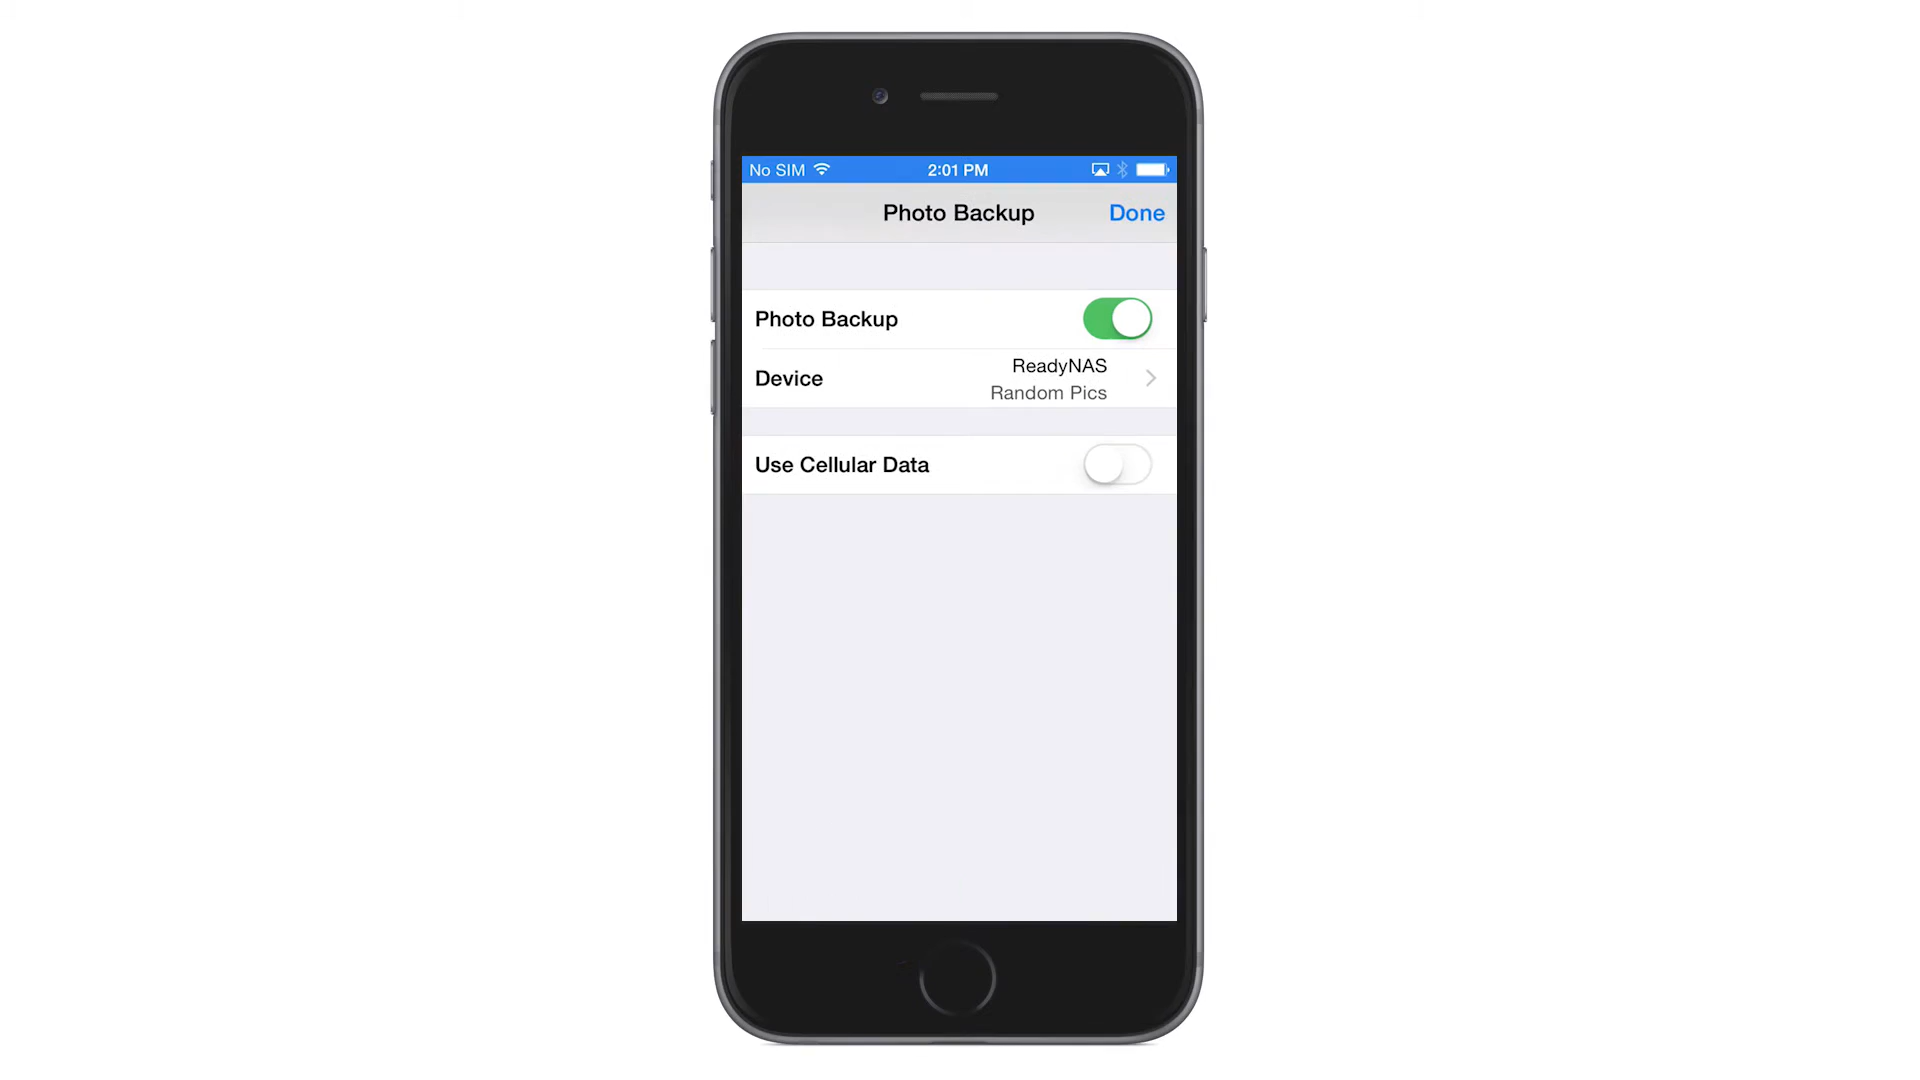 No SIM
2:01 PM
Photo Backup
Done
Photo Backup
Device
ReadyNAS
Random Pics
Use Cellular Data